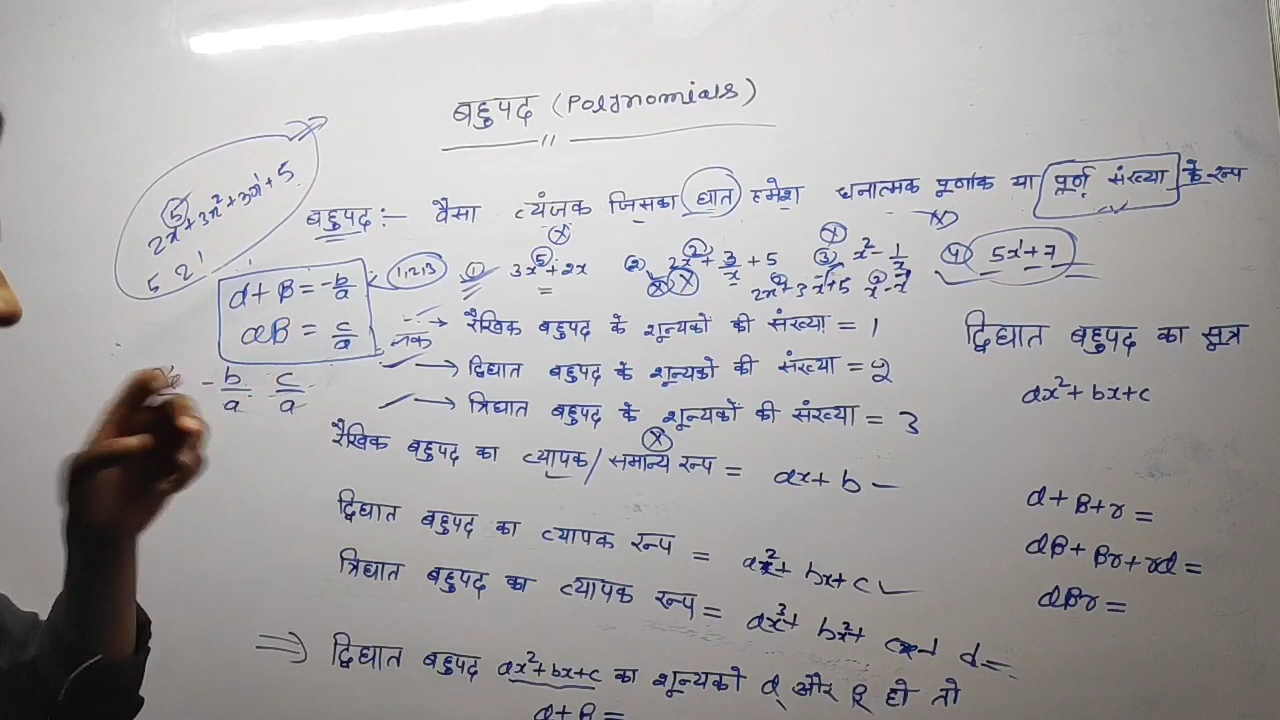 बहुपद (Polynomials)
2x⁵+3x²+3x¹+5
5 2 1
बहुपद :- वैसा व्यंजक जिसका घात हमेश धनात्मक पूर्णांक या पूर्ण संख्या के रूप
1,2,3 ① 3x⁵+2x ② 2x²+3/x+5 ③ x²-1/x ④ 5x¹+7
α+β=-b/a
αβ=c/a
-b/a c/a
→ रैखिक बहुपद के शून्यकों की संख्या = 1
→ द्विघात बहुपद के शून्यको की संख्या = 2
→ त्रिघात बहुपद के शून्यकों की संख्या = 3
द्विघात बहुपद का सूत्र
ax²+bx+c
रैखिक बहुपद का व्यापक/समान्य रूप = ax+b
द्विघात बहुपद का व्यापक रूप = ax²+bx+c
त्रिघात बहुपद का व्यापक रूप = ax³+bx²+cx+d=
α+β+γ=
αβ+βγ+γα=
αβγ=
⇒ द्विघात बहुपद ax²+bx+c का शून्यको α और β हो तो
α+β=